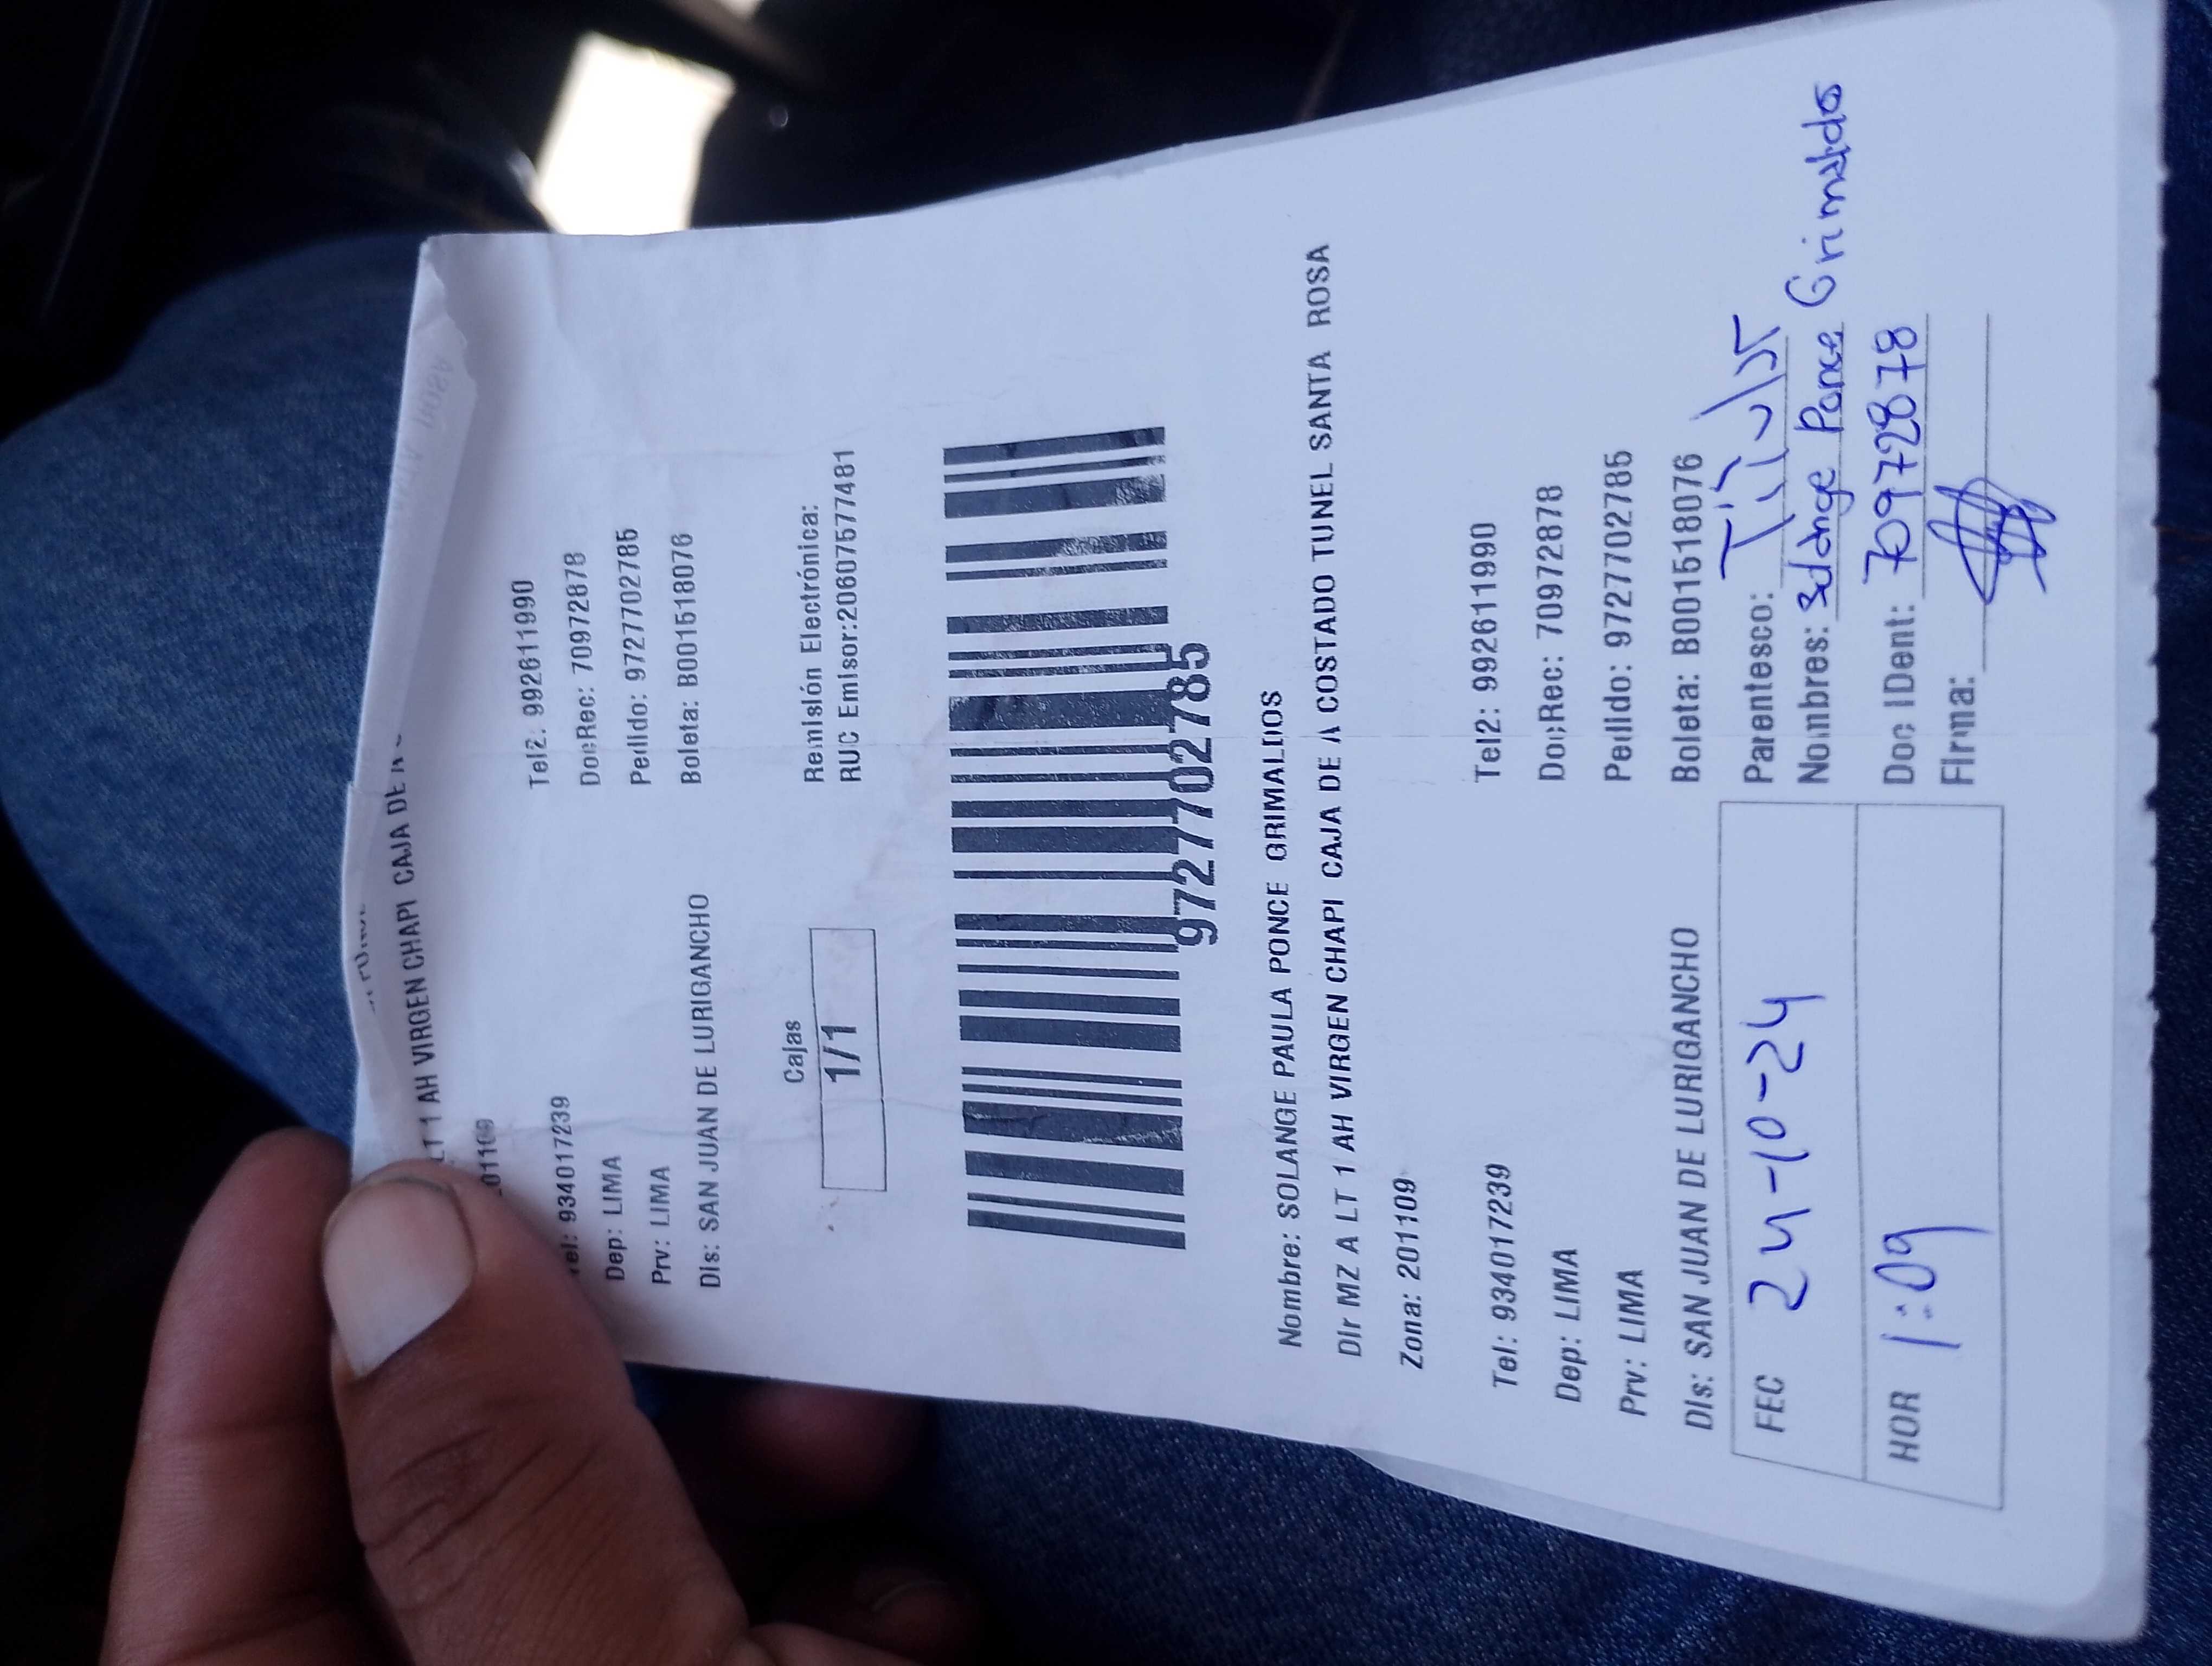 LT 1 AH VIRGEN CHAPI CAJA DE A
01109
Tel: 934017239 Tel2: 992611990
Dep: LIMA DocRec: 70972878
Prv: LIMA Pedido: 97277702785
Dis: SAN JUAN DE LURIGANCHO Boleta: B001518076
Cajas Remisión Electrónica:
1/1 RUC Emisor:20607577481
97277702785
Nombre: SOLANGE PAULA PONCE GRIMALDOS
Dir MZ A LT 1 AH VIRGEN CHAPI CAJA DE A COSTADO TUNEL SANTA ROSA
Zona: 201109
Tel: 934017239 Tel2: 992611990
Dep: LIMA DocRec: 70972878
Prv: LIMA Pedido: 97277702785
Dis: SAN JUAN DE LURIGANCHO Boleta: B001518076
FEC 24-10-24 Parentesco:
Nombres: Solange Ponce Grimaldos
HOR 1:09 Doc IDent: 70972878
Firma: